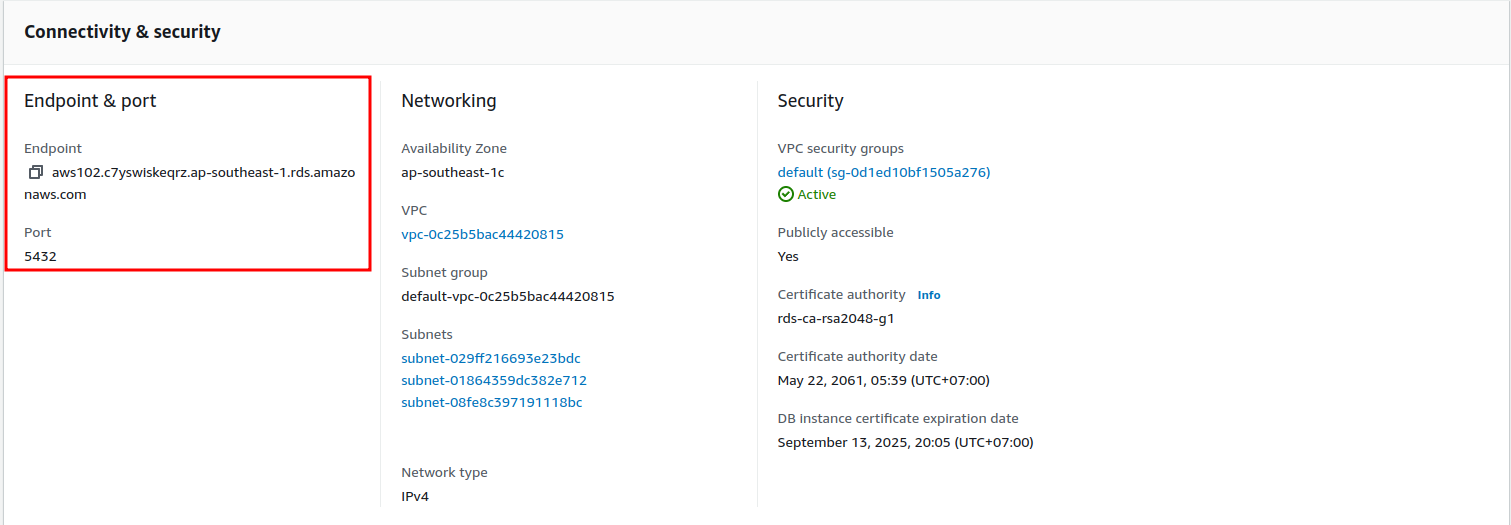 Connectivity & security
Endpoint & port
Endpoint
aws102.c7yswiskeqrz.ap-southeast-1.rds.amazo
naws.com
Port
5432
Networking
Availability Zone
ap-southeast-1c
VPC
vpc-0c25b5bac44420815
Subnet group
default-vpc-0c25b5bac44420815
Subnets
subnet-029ff216693e23bdc
subnet-01864359dc382e712
subnet-08fe8c397191118bc
Network type
IPv4
Security
VPC security groups
default (sg-0d1ed10bf1505a276)
Active
Publicly accessible
Yes
Certificate authority Info
rds-ca-rsa2048-g1
Certificate authority date
May 22, 2061, 05:39 (UTC+07:00)
DB instance certificate expiration date
September 13, 2025, 20:05 (UTC+07:00)